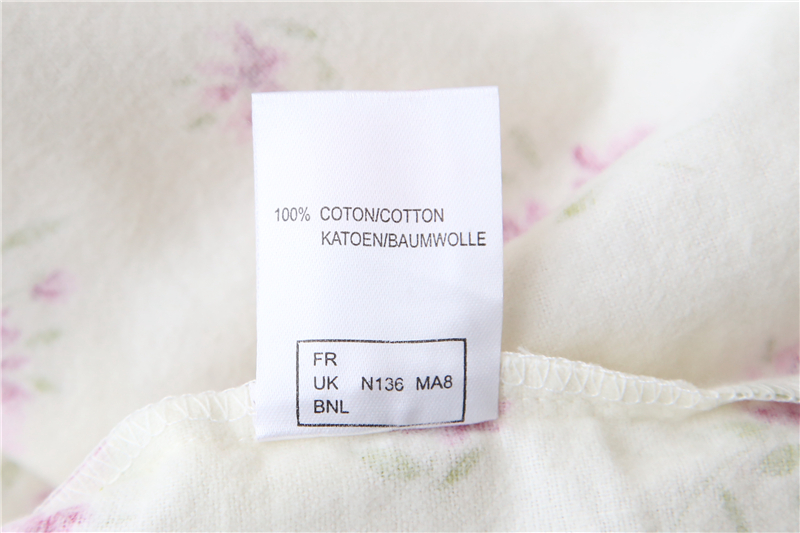 100% COTON/COTTON
KATOEN/BAUMWOLLE
FR
UK N136 MA8
BNL